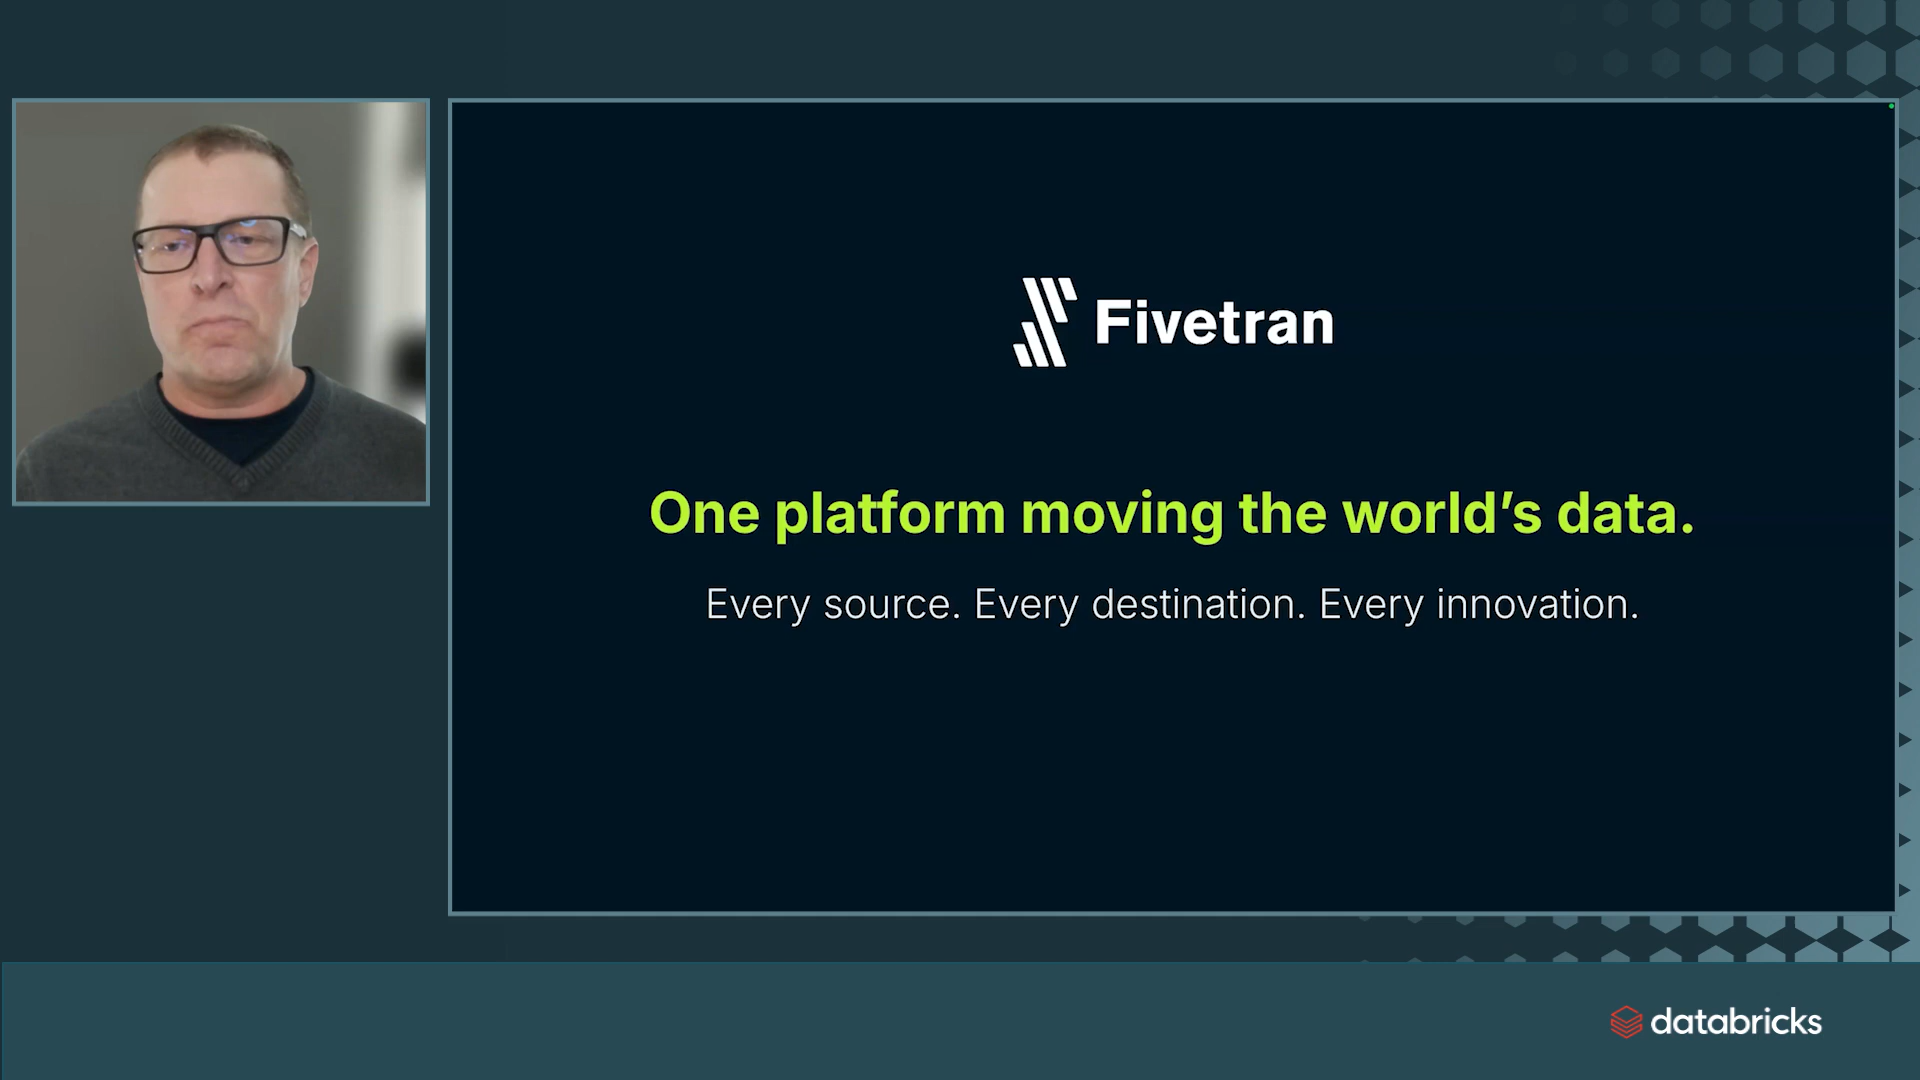 Fivetran
One platform moving the world’s data.
Every source. Every destination. Every innovation.
databricks